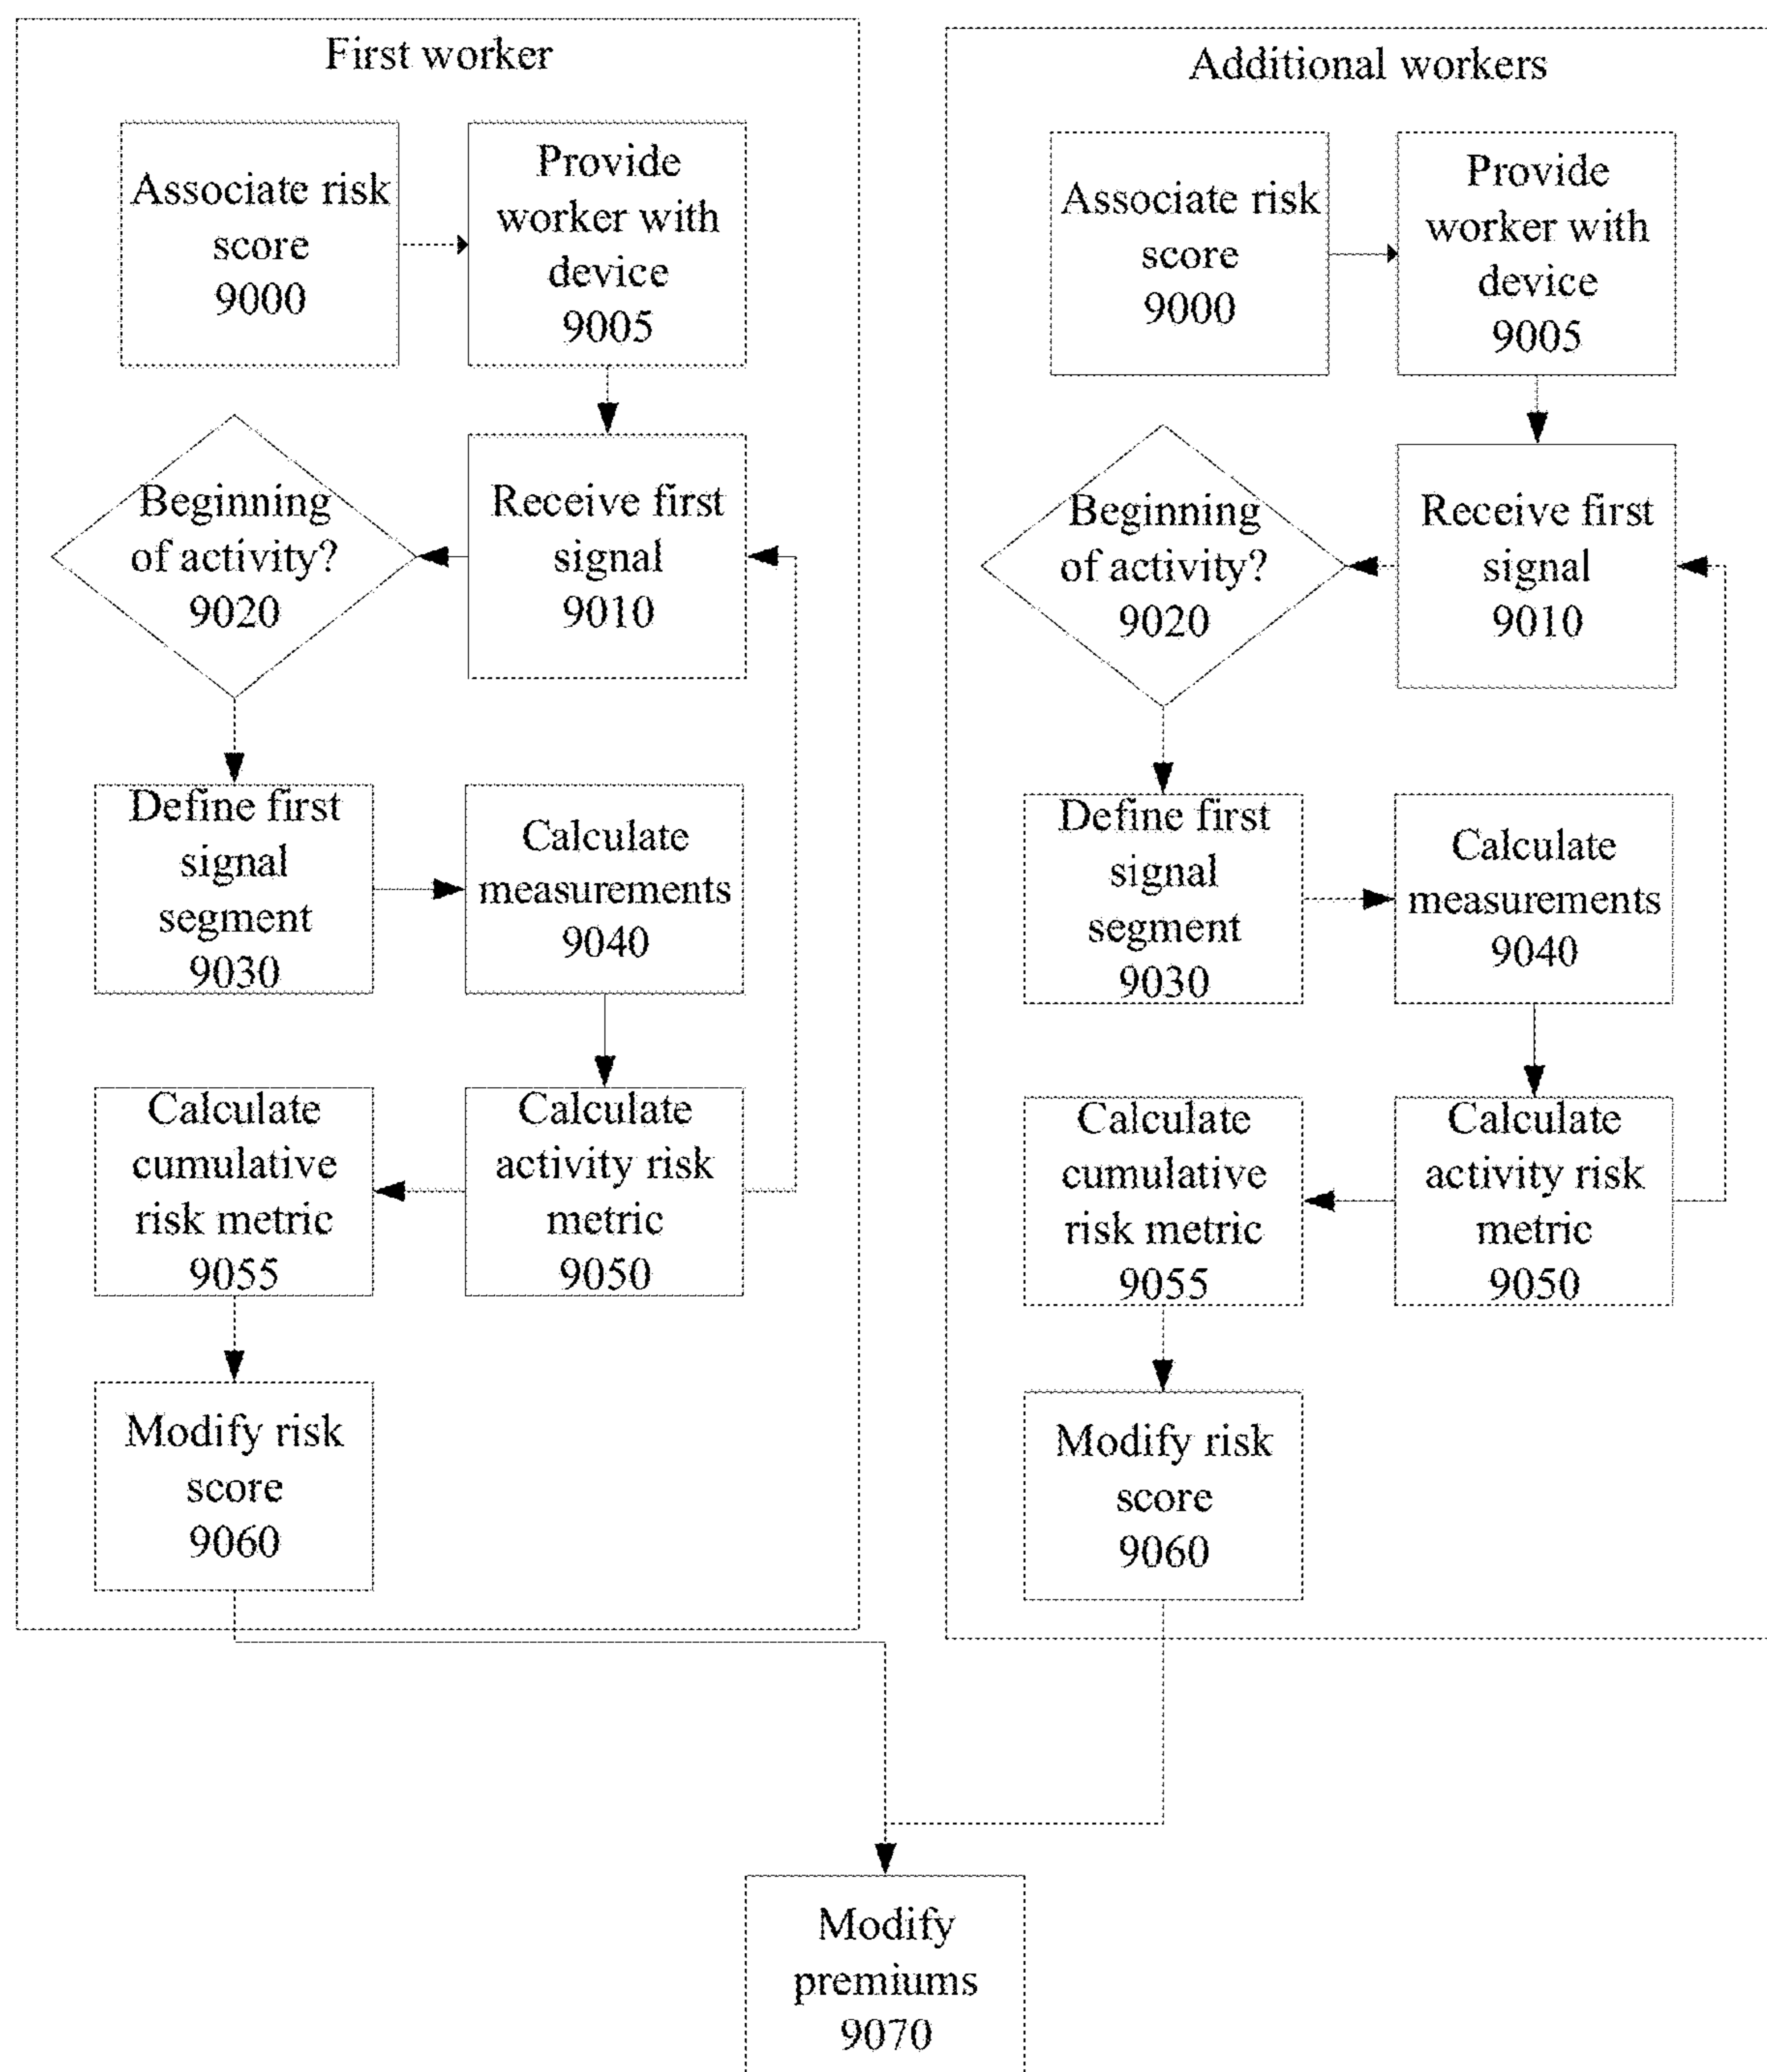 First worker
Associate risk
score
9000
Provide
worker with
device
9005
Beginning
of activity?
9020
Receive first
signal
9010
Define first
signal
segment
9030
Calculate
measurements
9040
Calculate
cumulative
risk metric
9055
Calculate
activity risk
metric
9050
Modify risk
score
9060
Additional workers
Associate risk
score
9000
Provide
worker with
device
9005
Beginning
of activity?
9020
Receive first
signal
9010
Define first
signal
segment
9030
Calculate
measurements
9040
Calculate
cumulative
risk metric
9055
Calculate
activity risk
metric
9050
Modify risk
score
9060
Modify
premiums
9070